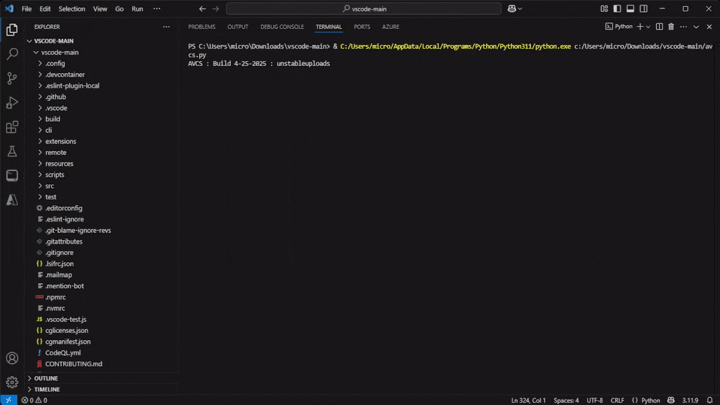 File Edit Selection View Go Run ··· vscode-main
EXPLORER ···
PROBLEMS OUTPUT DEBUG CONSOLE TERMINAL PORTS AZURE Python
VSCODE-MAIN
vscode-main
.config
.devcontainer
.eslint-plugin-local
.github
.vscode
build
cli
extensions
remote
resources
scripts
src
test
.editorconfig
.eslint-ignore
.git-blame-ignore-revs
.gitattributes
.gitignore
.lsifrc.json
.mailmap
.mention-bot
.npmrc
.nvmrc
.vscode-test.js
cglicenses.json
cgmanifest.json
CodeQL.yml
CONTRIBUTING.md
OUTLINE
TIMELINE
PS C:\Users\micro\Downloads\vscode-main> & C:/Users/micro/AppData/Local/Programs/Python/Python311/python.exe c:/Users/micro/Downloads/vscode-main/av
cs.py
AVCS : Build 4-25-2025 : unstableuploads
0 0 Ln 324, Col 1 Spaces: 4 UTF-8 CRLF {} Python 3.11.9